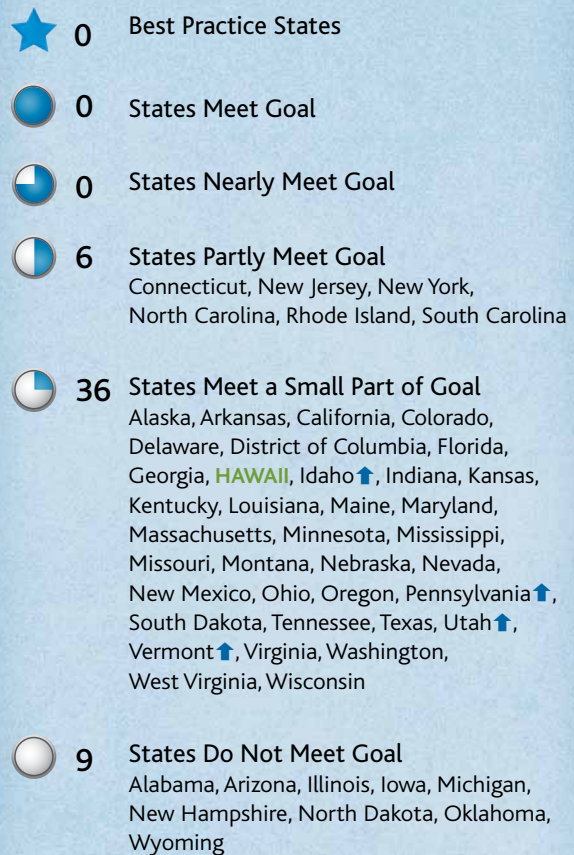 0 Best Practice States
0 States Meet Goal
0 States Nearly Meet Goal
6 States Partly Meet Goal
Connecticut, New Jersey, New York,
North Carolina, Rhode Island, South Carolina
36 States Meet a Small Part of Goal
Alaska, Arkansas, California, Colorado,
Delaware, District of Columbia, Florida,
Georgia, HAWAII, Idaho⬆, Indiana, Kansas,
Kentucky, Louisiana, Maine, Maryland,
Massachusetts, Minnesota, Mississippi,
Missouri, Montana, Nebraska, Nevada,
New Mexico, Ohio, Oregon, Pennsylvania⬆,
South Dakota, Tennessee, Texas, Utah⬆,
Vermont⬆, Virginia, Washington,
West Virginia, Wisconsin
9 States Do Not Meet Goal
Alabama, Arizona, Illinois, Iowa, Michigan,
New Hampshire, North Dakota, Oklahoma,
Wyoming